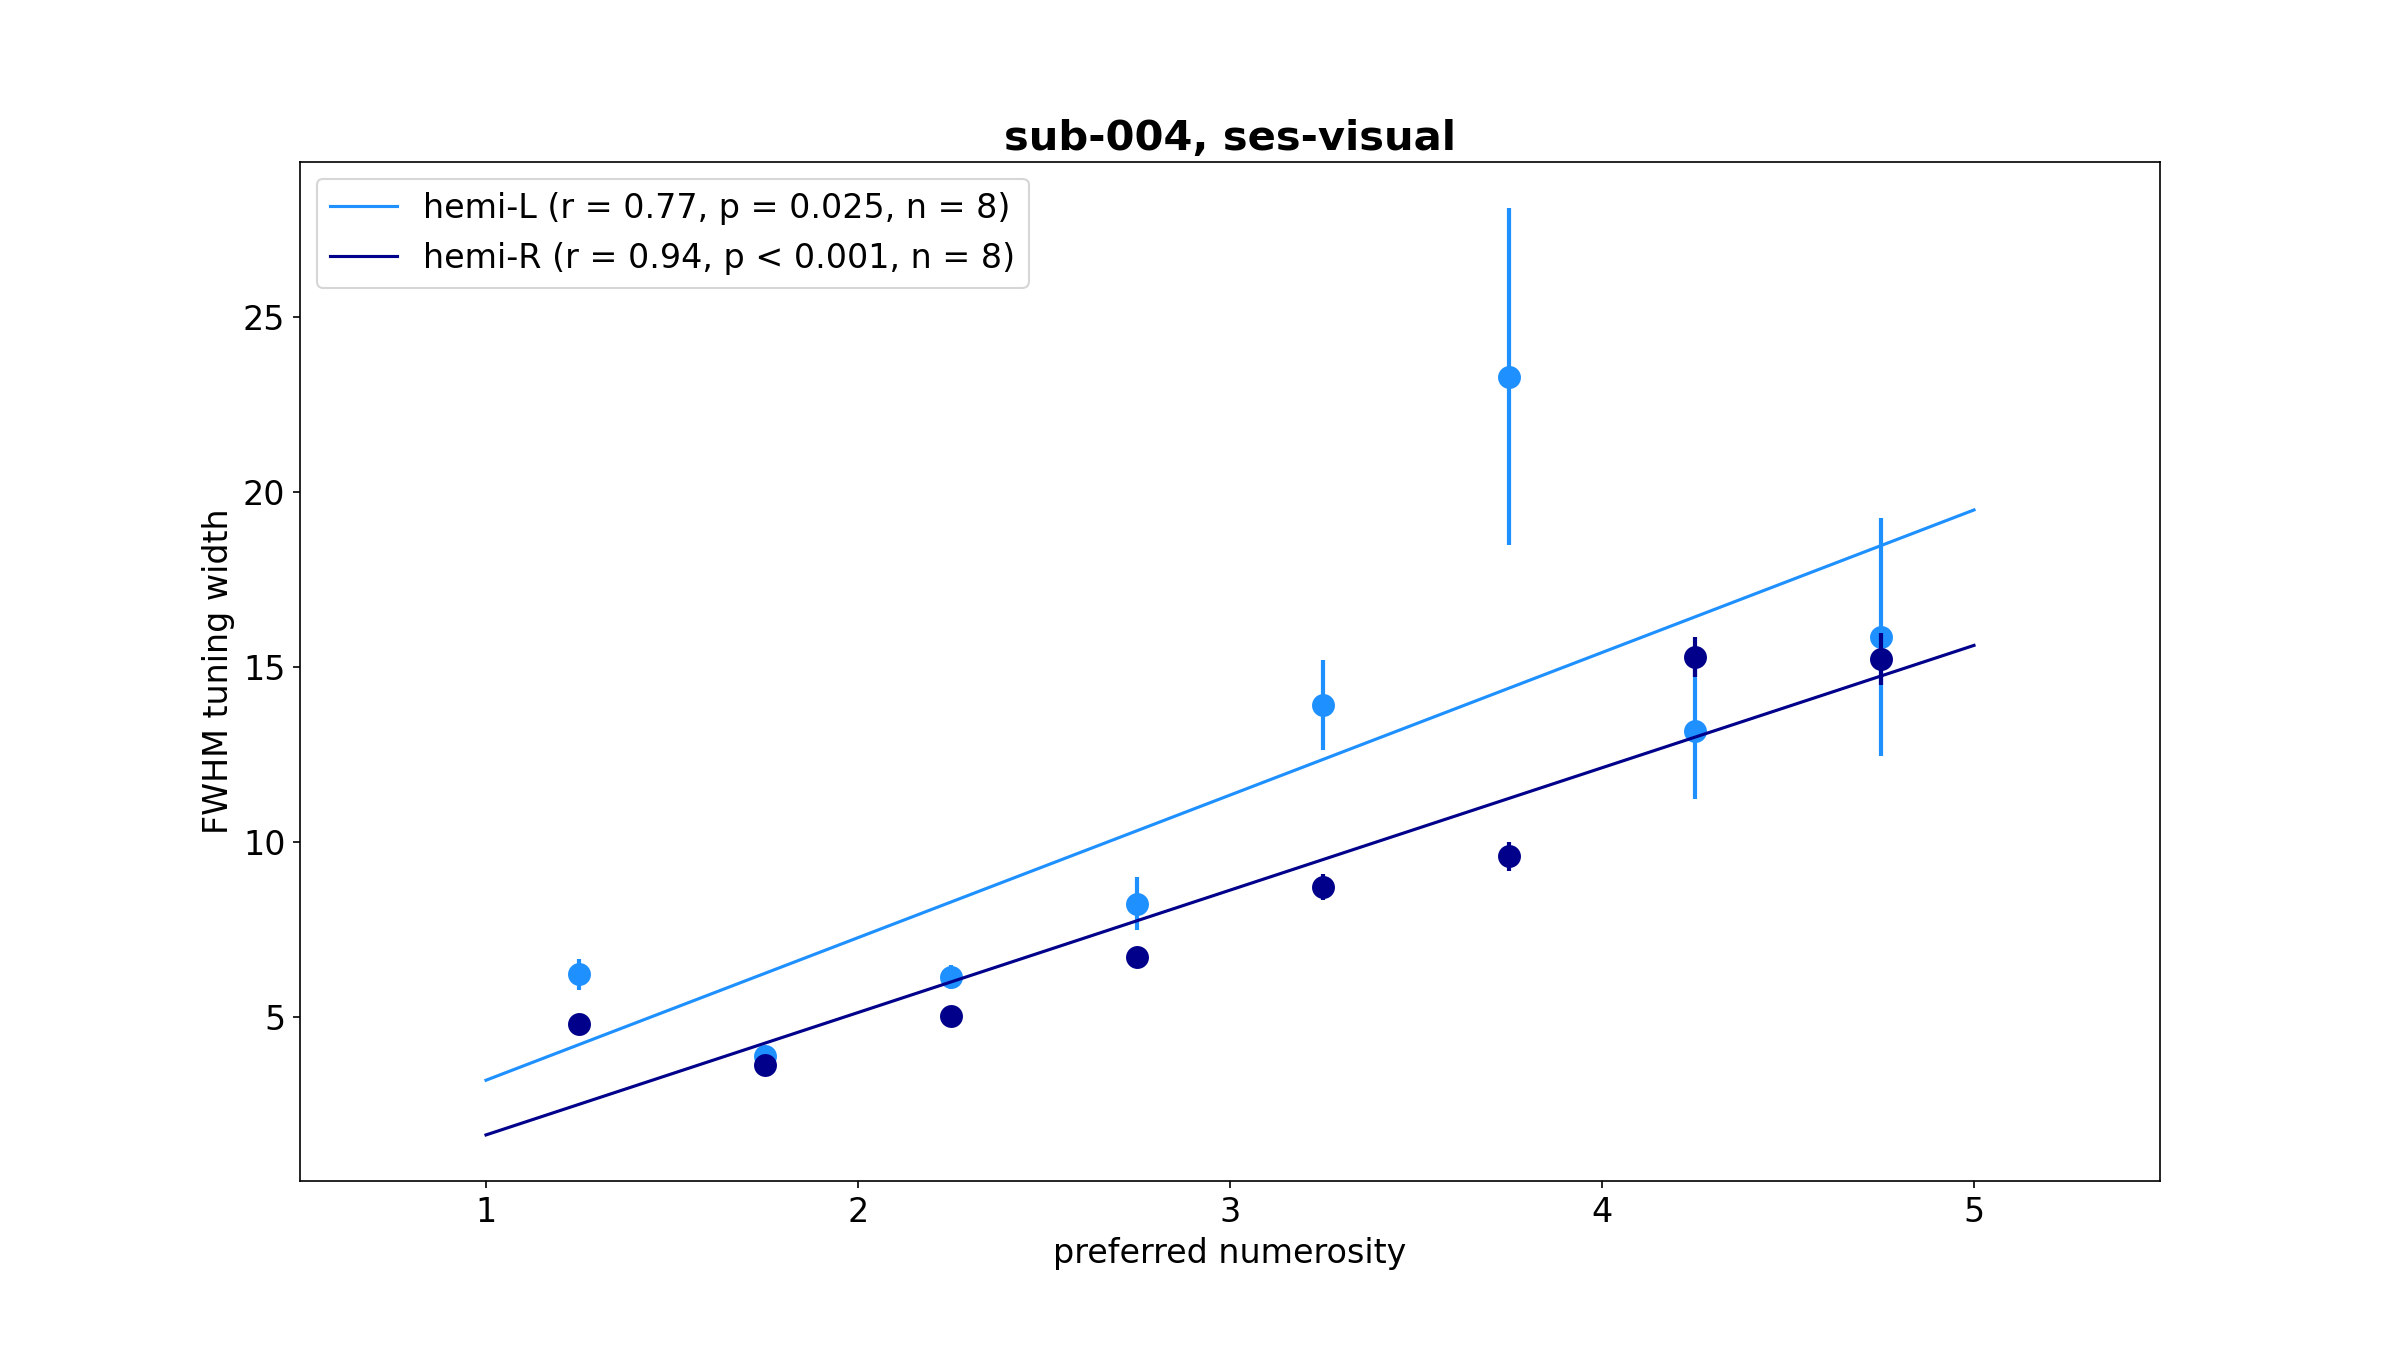 sub-004, ses-visual
hemi-L (r = 0.77, p = 0.025, n = 8)
hemi-R (r = 0.94, p < 0.001, n = 8)
25
20
15
10
5
FWHM tuning width
1 2 3 4 5
preferred numerosity